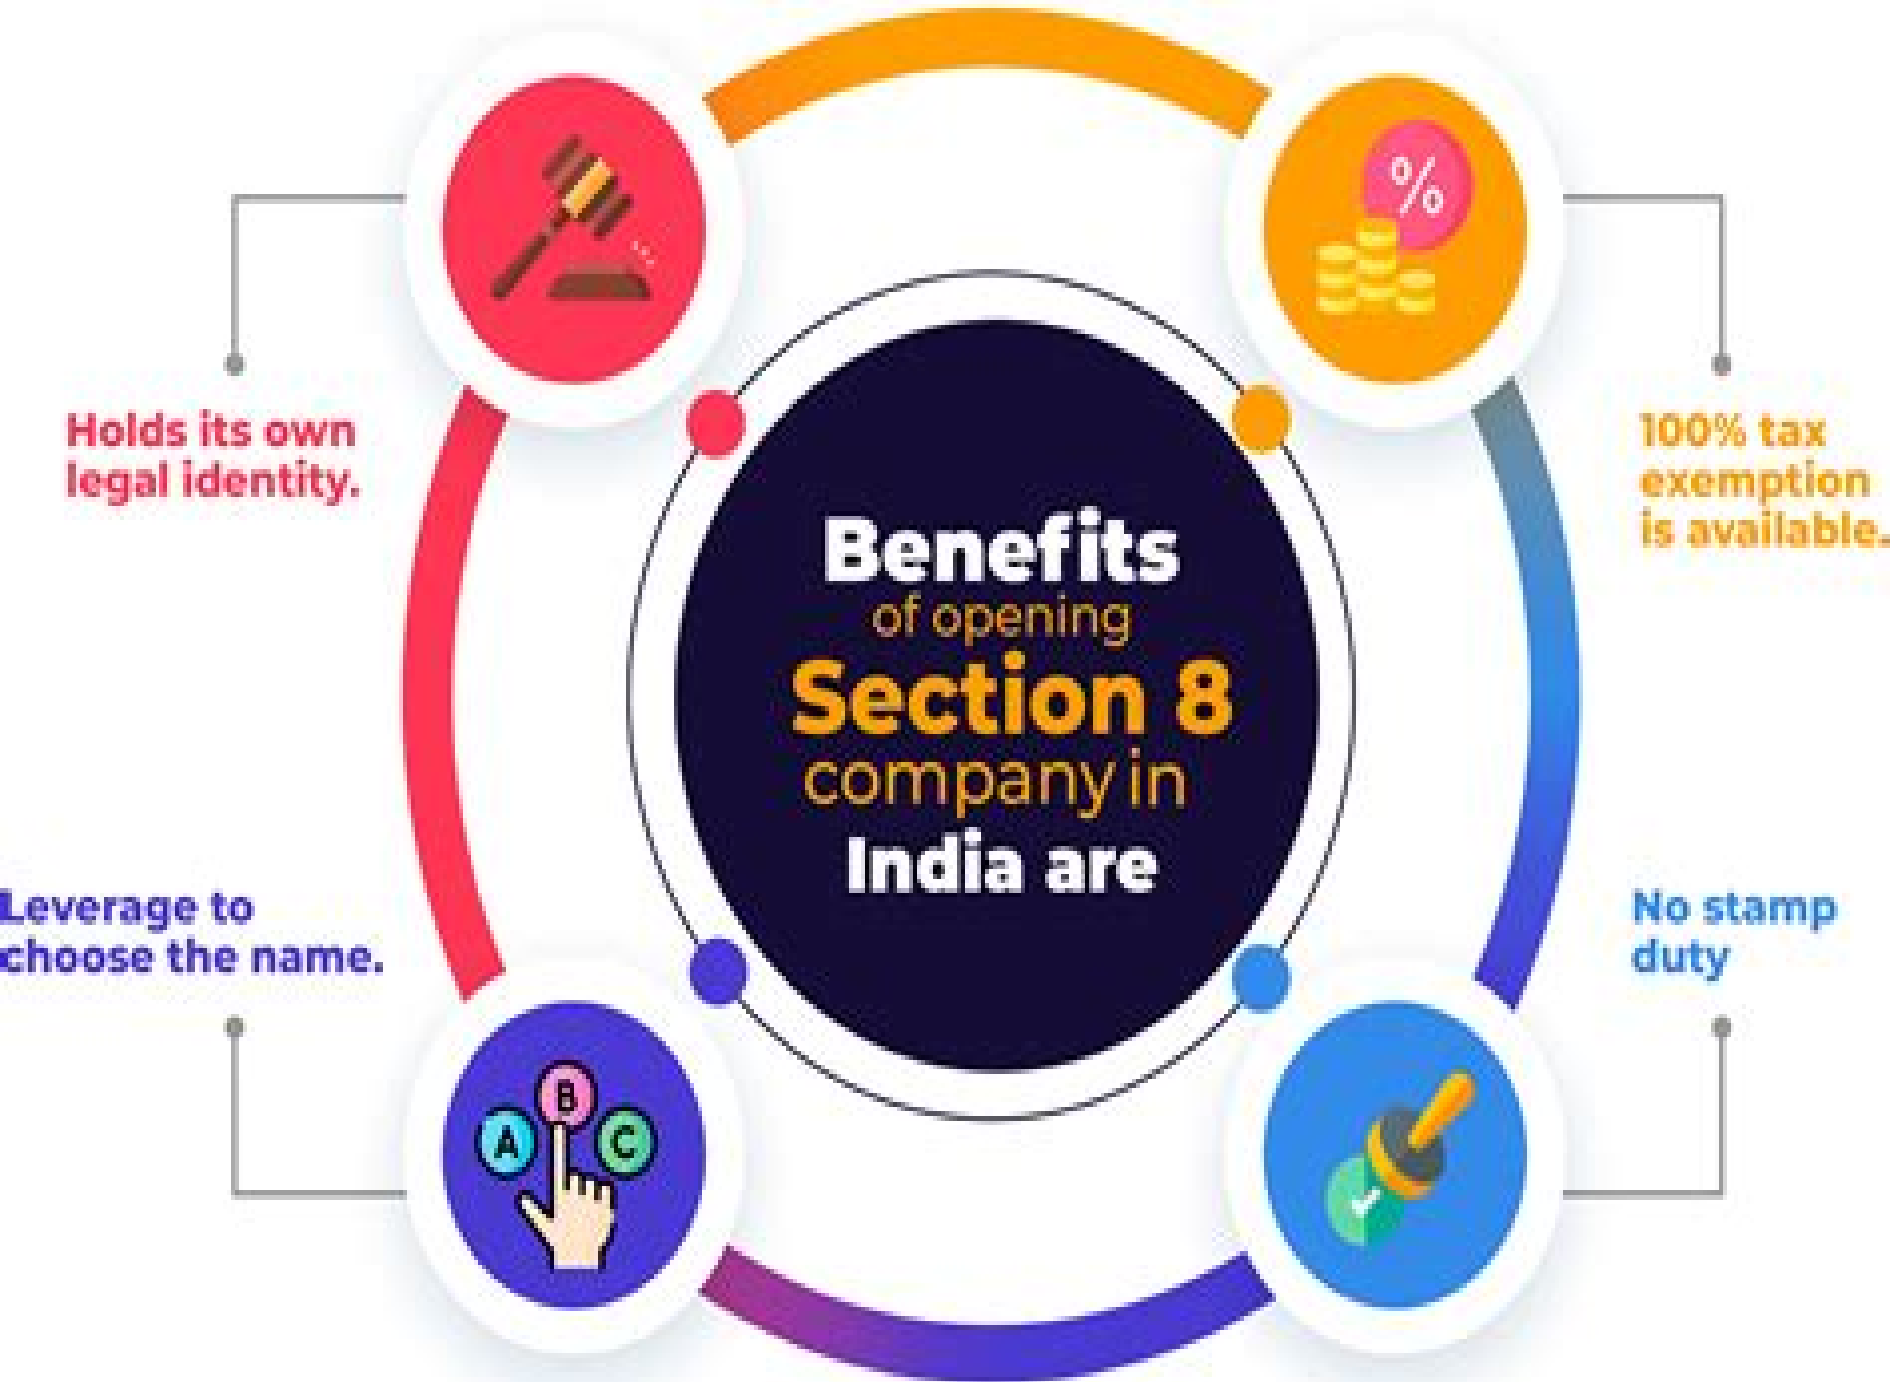 %
Holds its own
legal identity.
100% tax
exemption
is available.
Benefits
of opening
Section 8
company in
India are
Leverage to
choose the name.
No stamp
duty
B
A
C